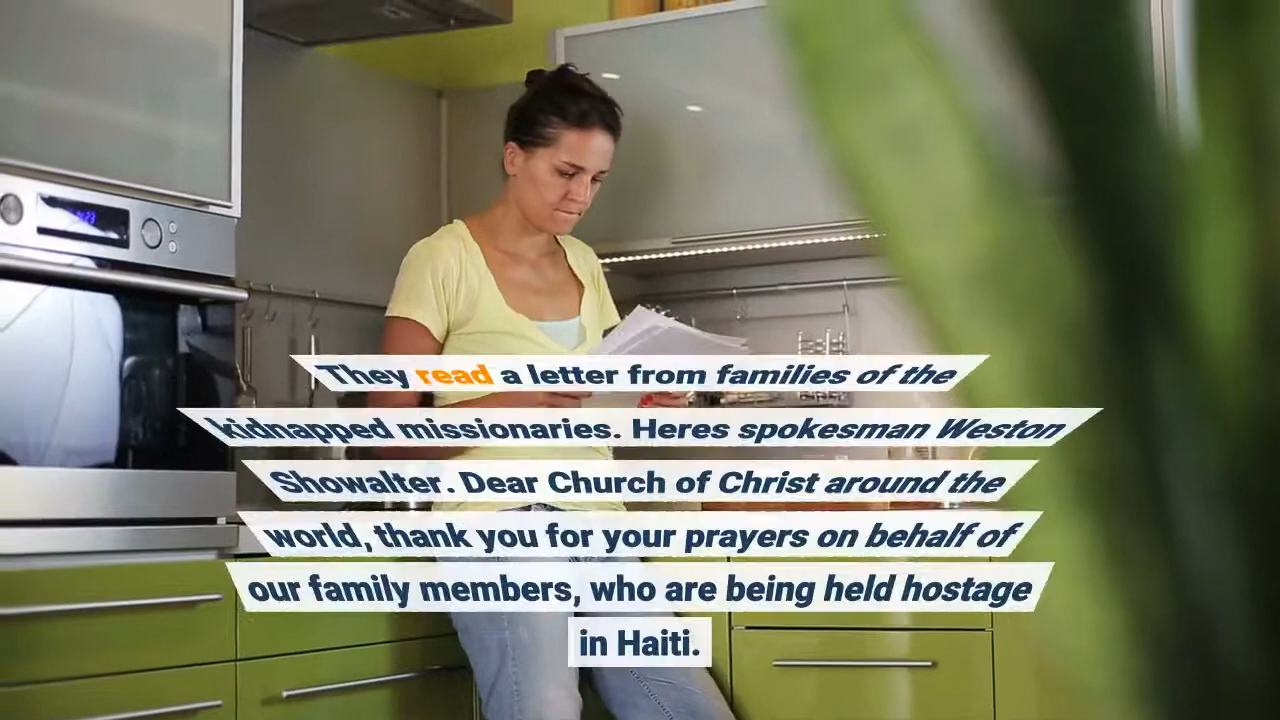 They read a letter from families of the
kidnapped missionaries. Heres spokesman Weston
Showalter. Dear Church of Christ around the
world, thank you for your prayers on behalf of
our family members, who are being held hostage
in Haiti.